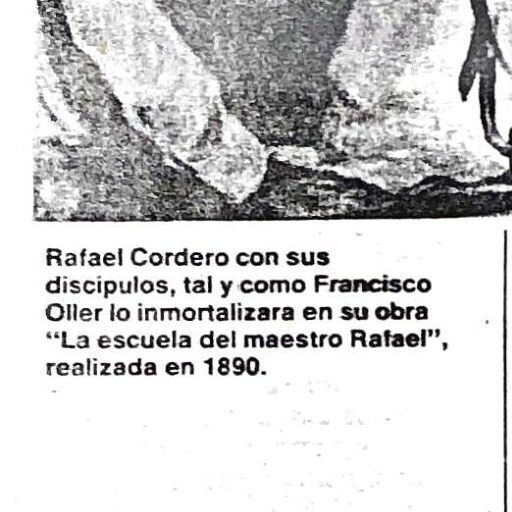 Rafael Cordero con sus
discípulos, tal y como Francisco
Oller lo inmortalizara en su obra
“La escuela del maestro Rafael”,
realizada en 1890.